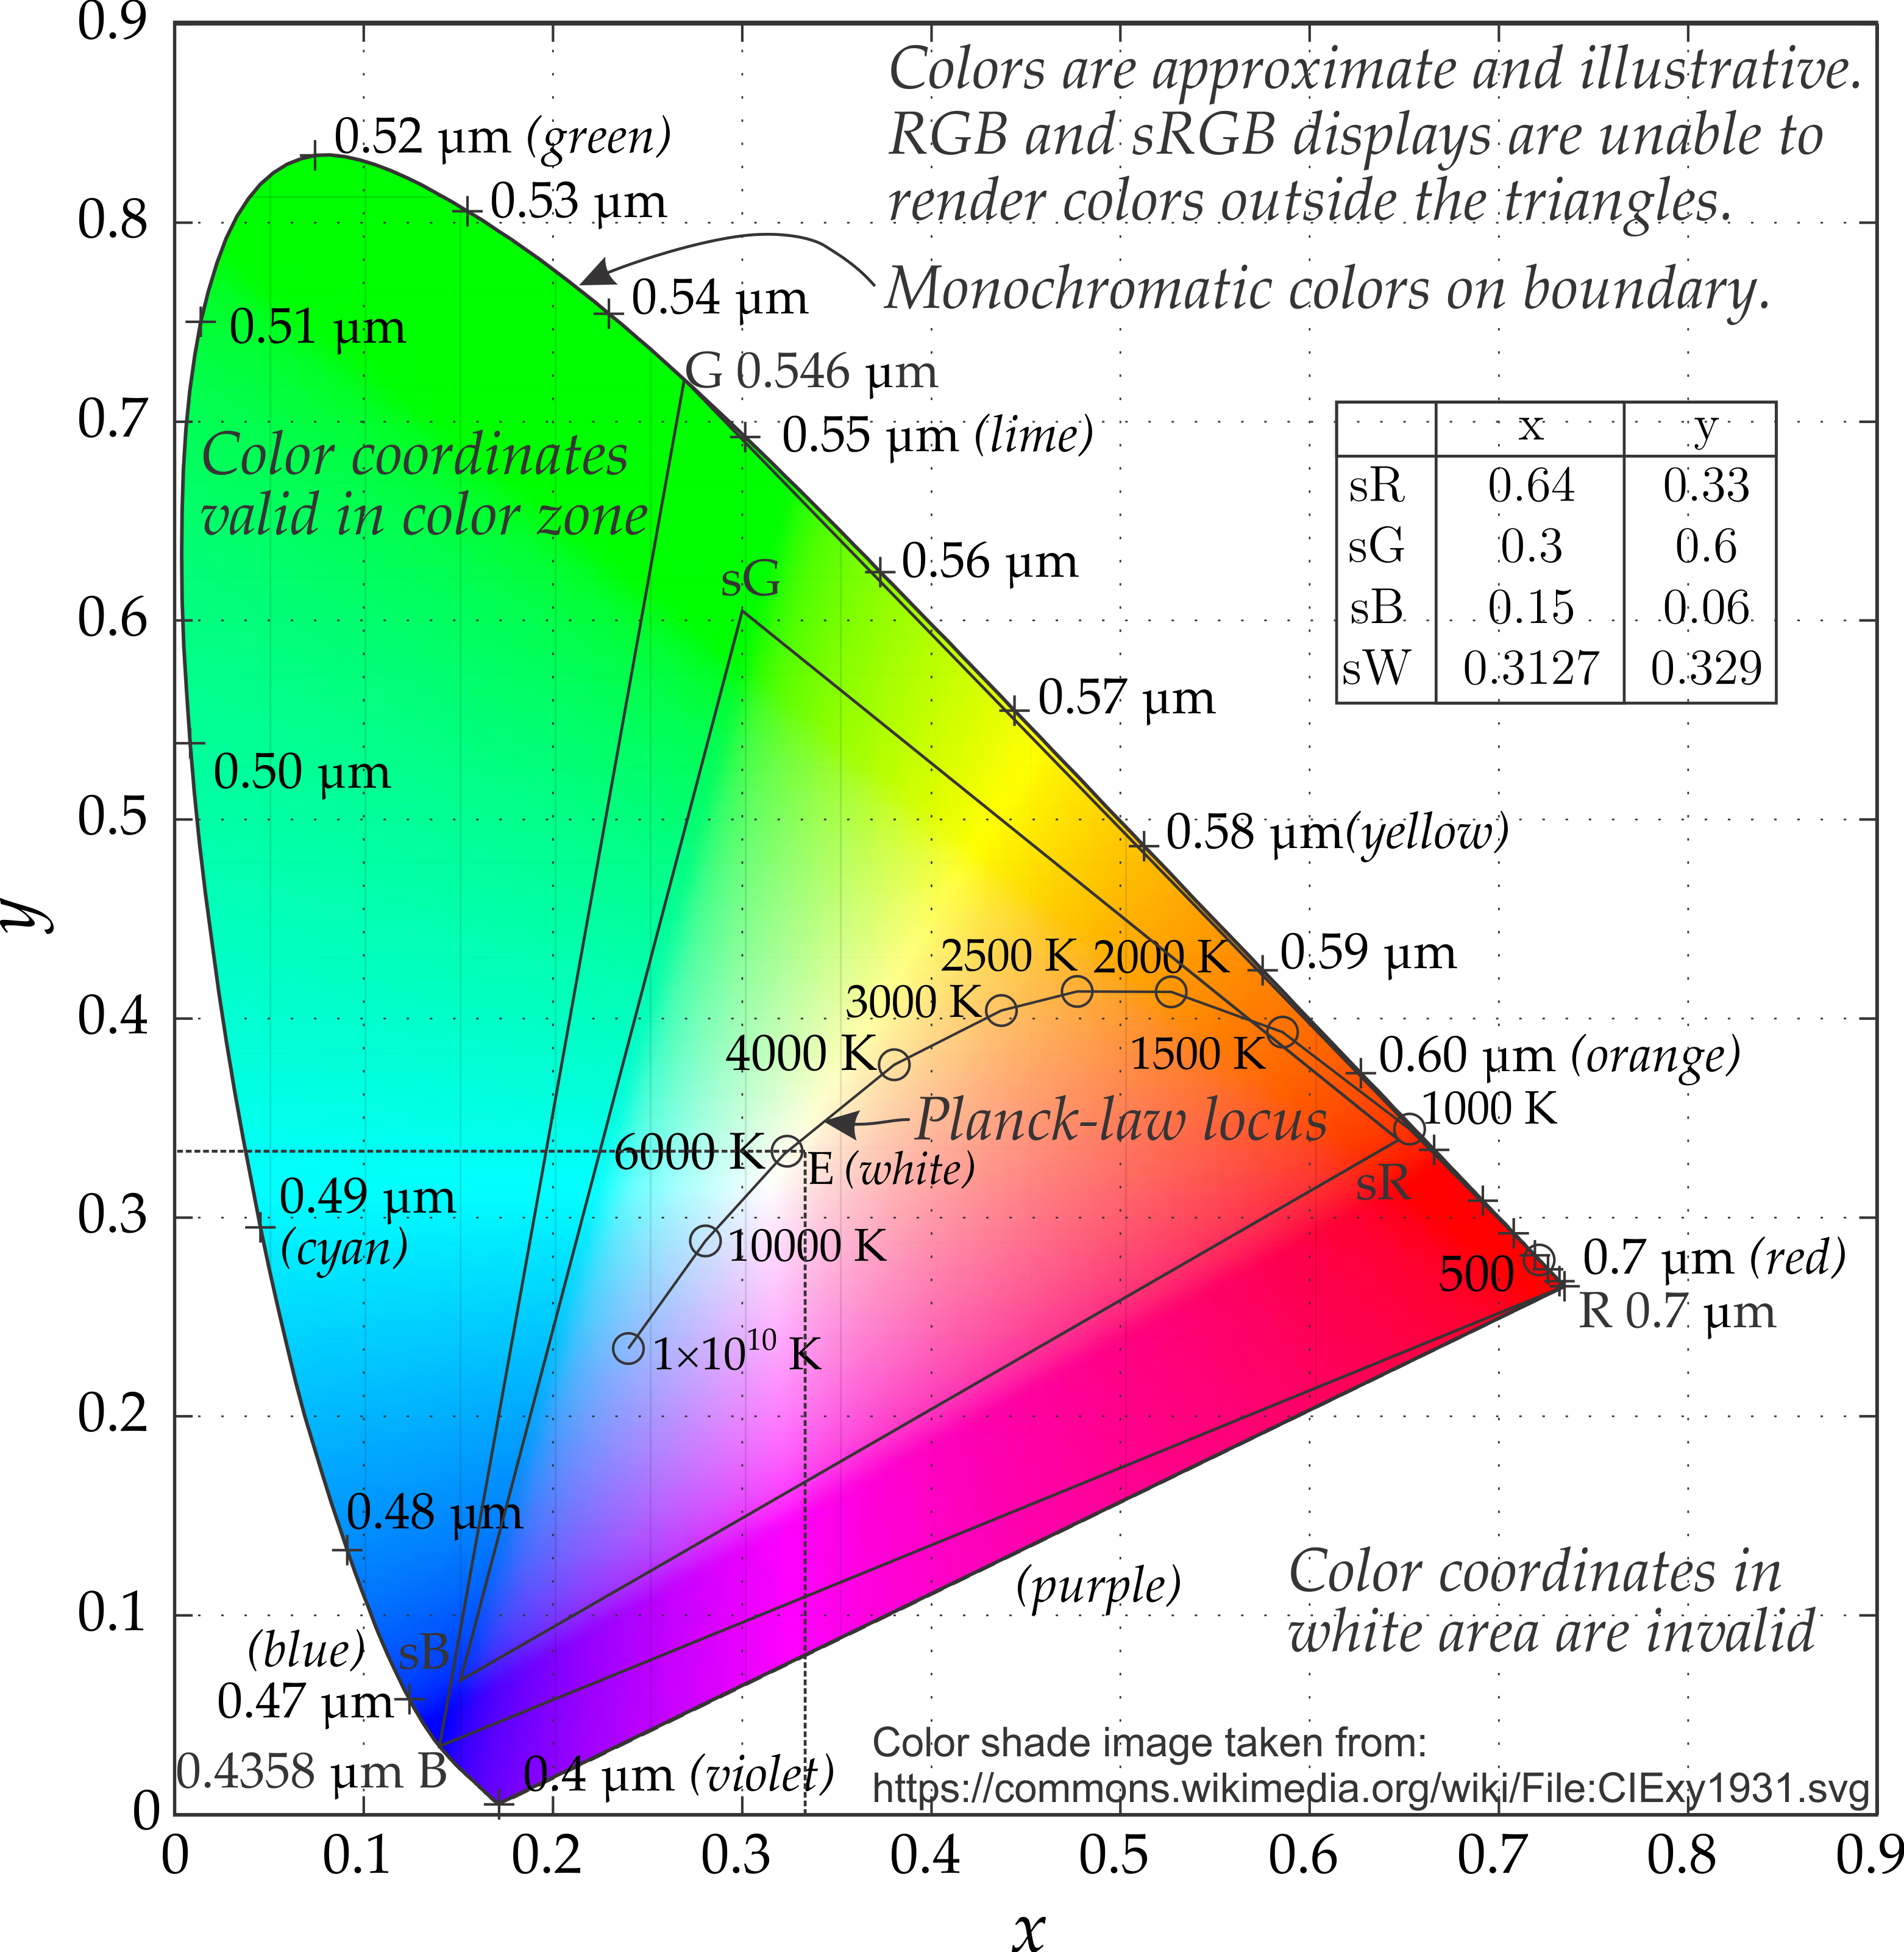 0.9
Colors are approximate and illustrative.
RGB and sRGB displays are unable to
render colors outside the triangles.
0.52 µm (green)
0.53 µm
0.8
Monochromatic colors on boundary.
0.54 µm
0.51 µm
G 0.546 µm
0.7
0.55 µm (lime)
Color coordinates
valid in color zone
x y
sR 0.64 0.33
sG 0.3 0.6
sB 0.15 0.06
sW 0.3127 0.329
0.56 µm
sG
0.6
0.57 µm
0.50 µm
0.5
0.58 µm(yellow)
y
2500 K 2000 K 0.59 µm
3000 K
0.4
4000 K
1500 K
0.60 µm (orange)
1000 K
Planck-law locus
6000 K
E (white)
sR
0.49 µm
(cyan)
0.3
10000 K
500
0.7 µm (red)
R 0.7 µm
1×10¹⁰ K
0.2
0.48 µm
Color coordinates in
white area are invalid
(purple)
0.1
(blue) sB
0.47 µm
0.4358 µm B
0.4 µm (violet)
Color shade image taken from:
https://commons.wikimedia.org/wiki/File:CIExy1931.svg
0
0 0.1 0.2 0.3 0.4 0.5 0.6 0.7 0.8 0.9
x